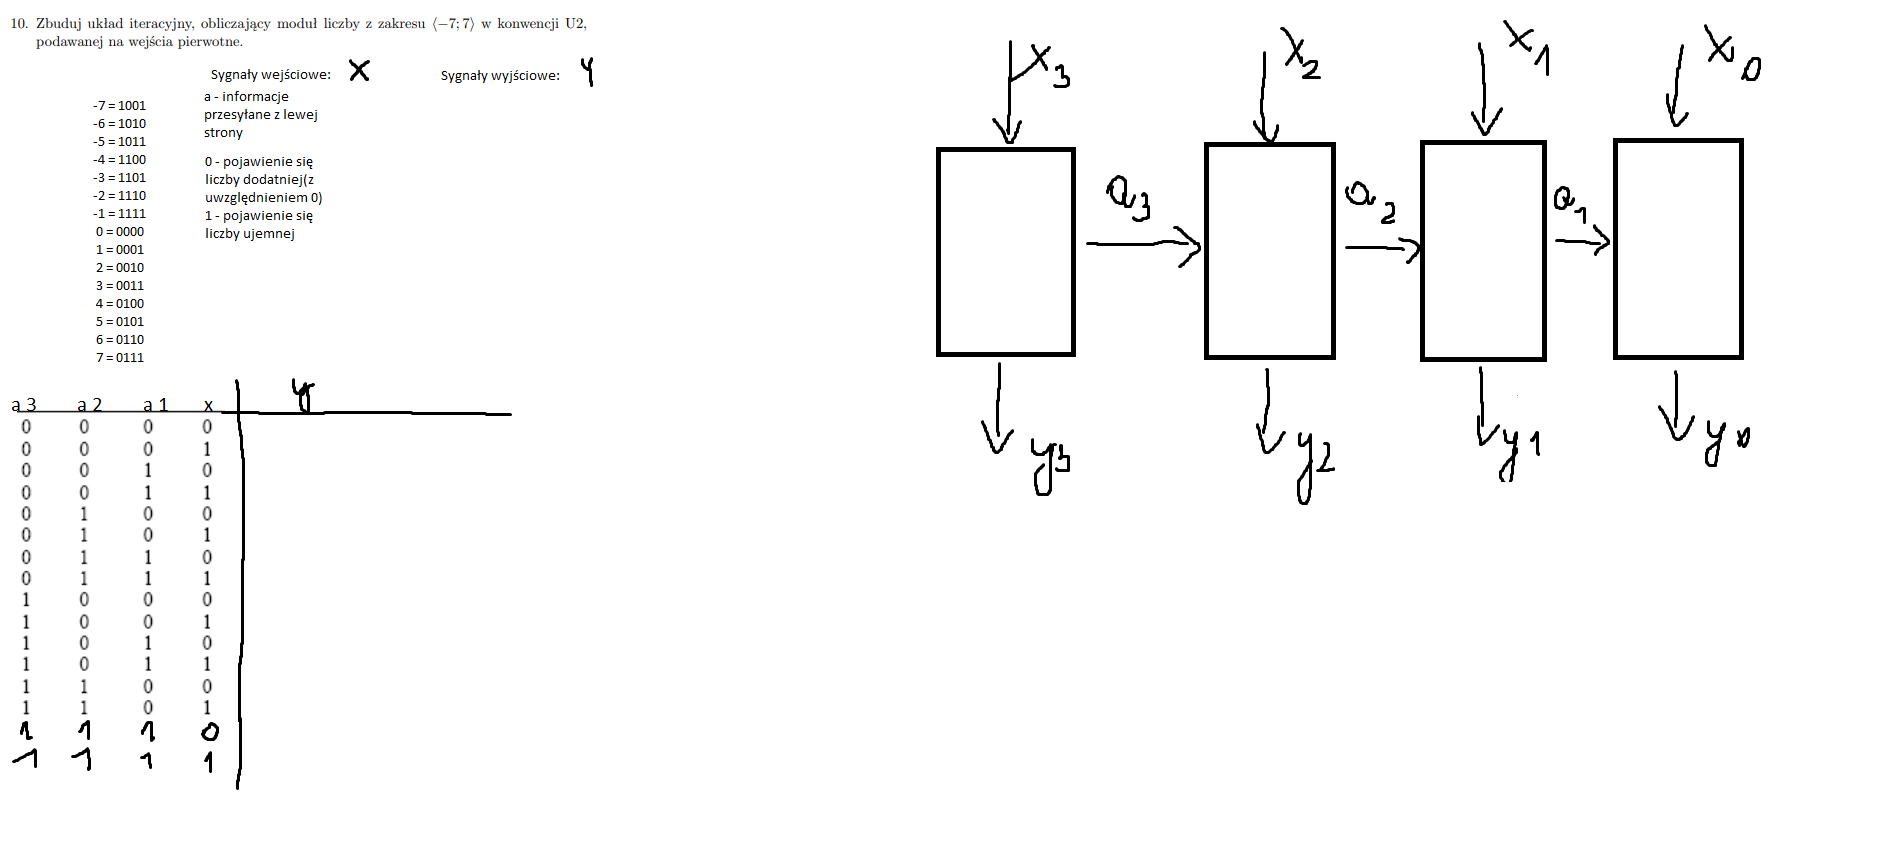 10. Zbuduj układ iteracyjny, obliczający moduł liczby z zakresu ⟨−7; 7⟩ w konwencji U2,
podawanej na wejścia pierwotne.
Sygnały wejściowe: X
Sygnały wyjściowe: Y
a - informacje
przesyłane z lewej
strony
0 - pojawienie się
liczby dodatniej(z
uwzględnieniem 0)
1 - pojawienie się
liczby ujemnej
-7 = 1001
-6 = 1010
-5 = 1011
-4 = 1100
-3 = 1101
-2 = 1110
-1 = 1111
0 = 0000
1 = 0001
2 = 0010
3 = 0011
4 = 0100
5 = 0101
6 = 0110
7 = 0111
a 3 a 2 a 1 x y
0 0 0 0
0 0 0 1
0 0 1 0
0 0 1 1
0 1 0 0
0 1 0 1
0 1 1 0
0 1 1 1
1 0 0 0
1 0 0 1
1 0 1 0
1 0 1 1
1 1 0 0
1 1 0 1
1 1 1 0
1 1 1 1
x3 x2 x1 x0
a3 a2 a1
y3 y2 y1 y0